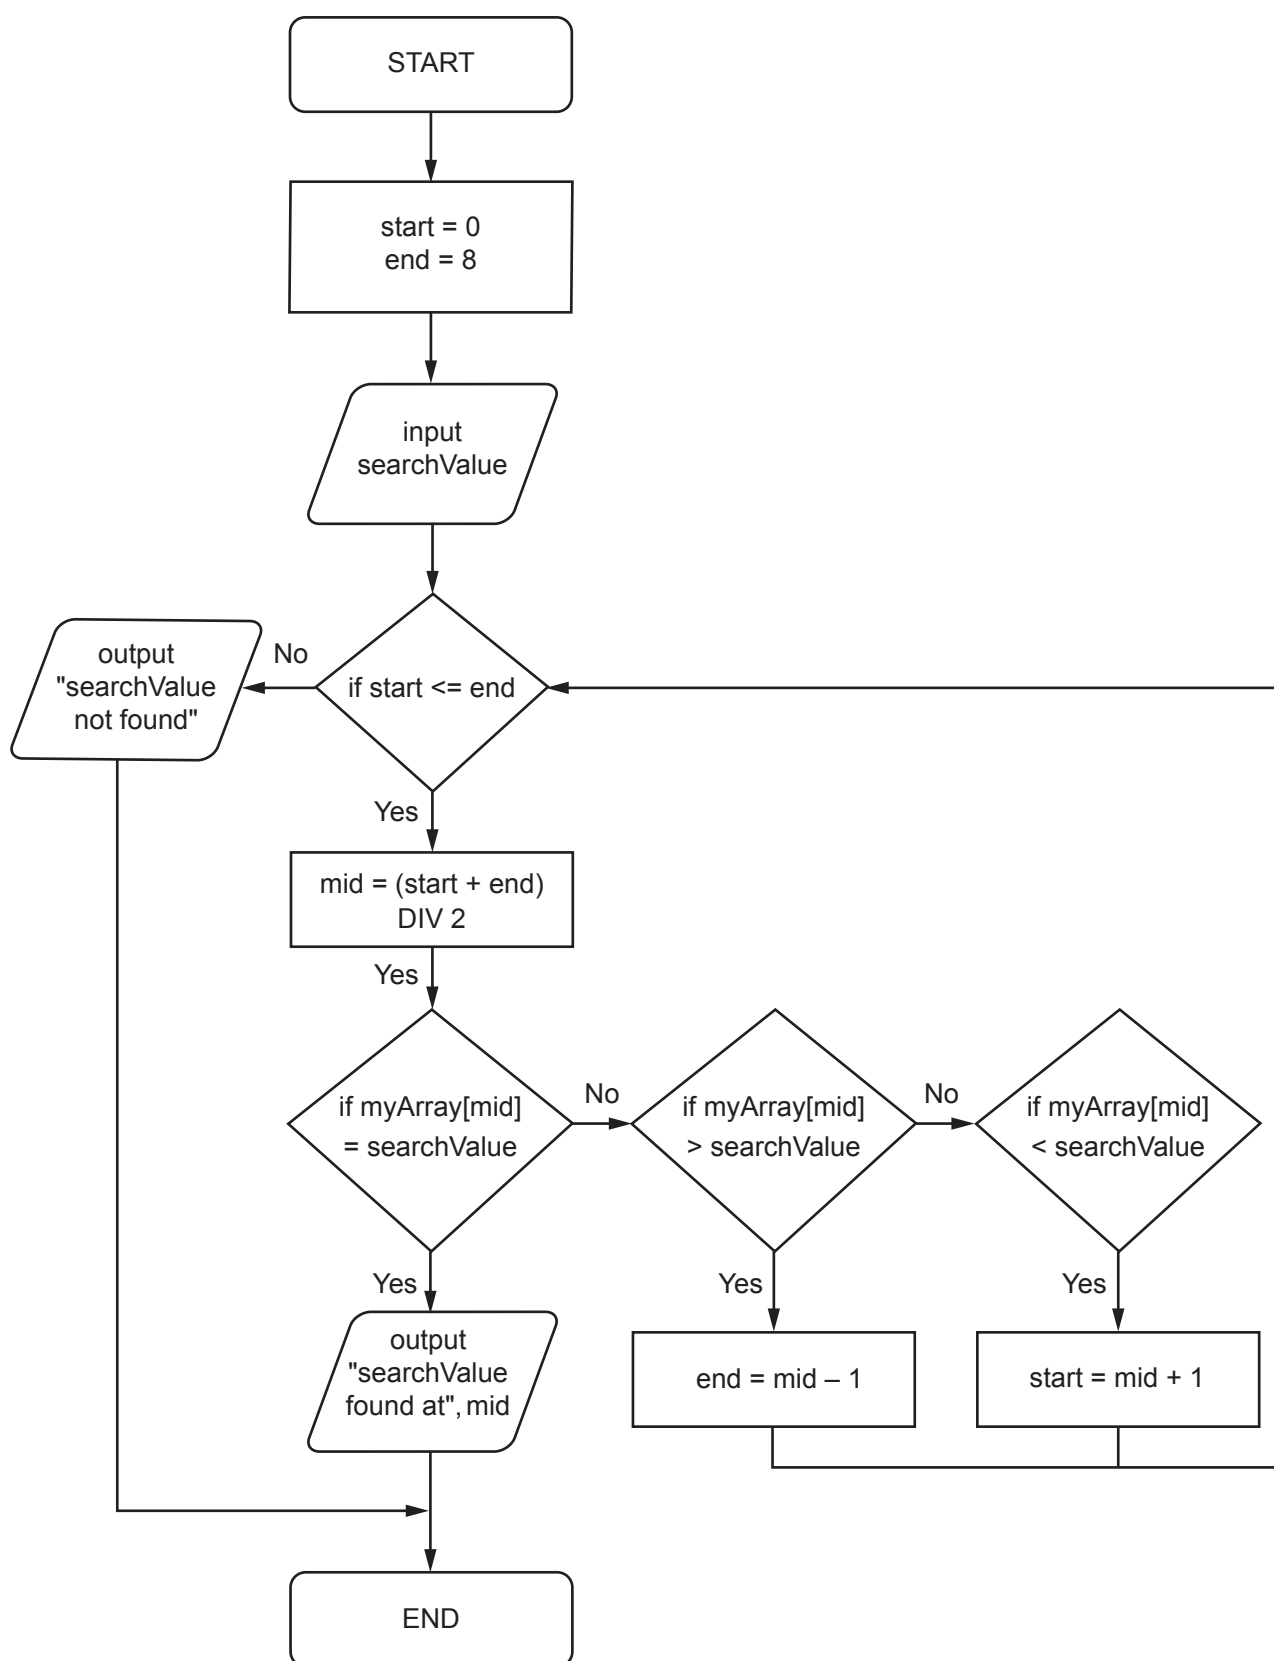 START
start = 0
end = 8
input
searchValue
output
"searchValue
not found"
No
if start <= end
Yes
mid = (start + end)
DIV 2
Yes
if myArray[mid]
= searchValue
No
if myArray[mid]
> searchValue
No
if myArray[mid]
< searchValue
Yes
Yes
Yes
output
"searchValue
found at", mid
end = mid – 1
start = mid + 1
END